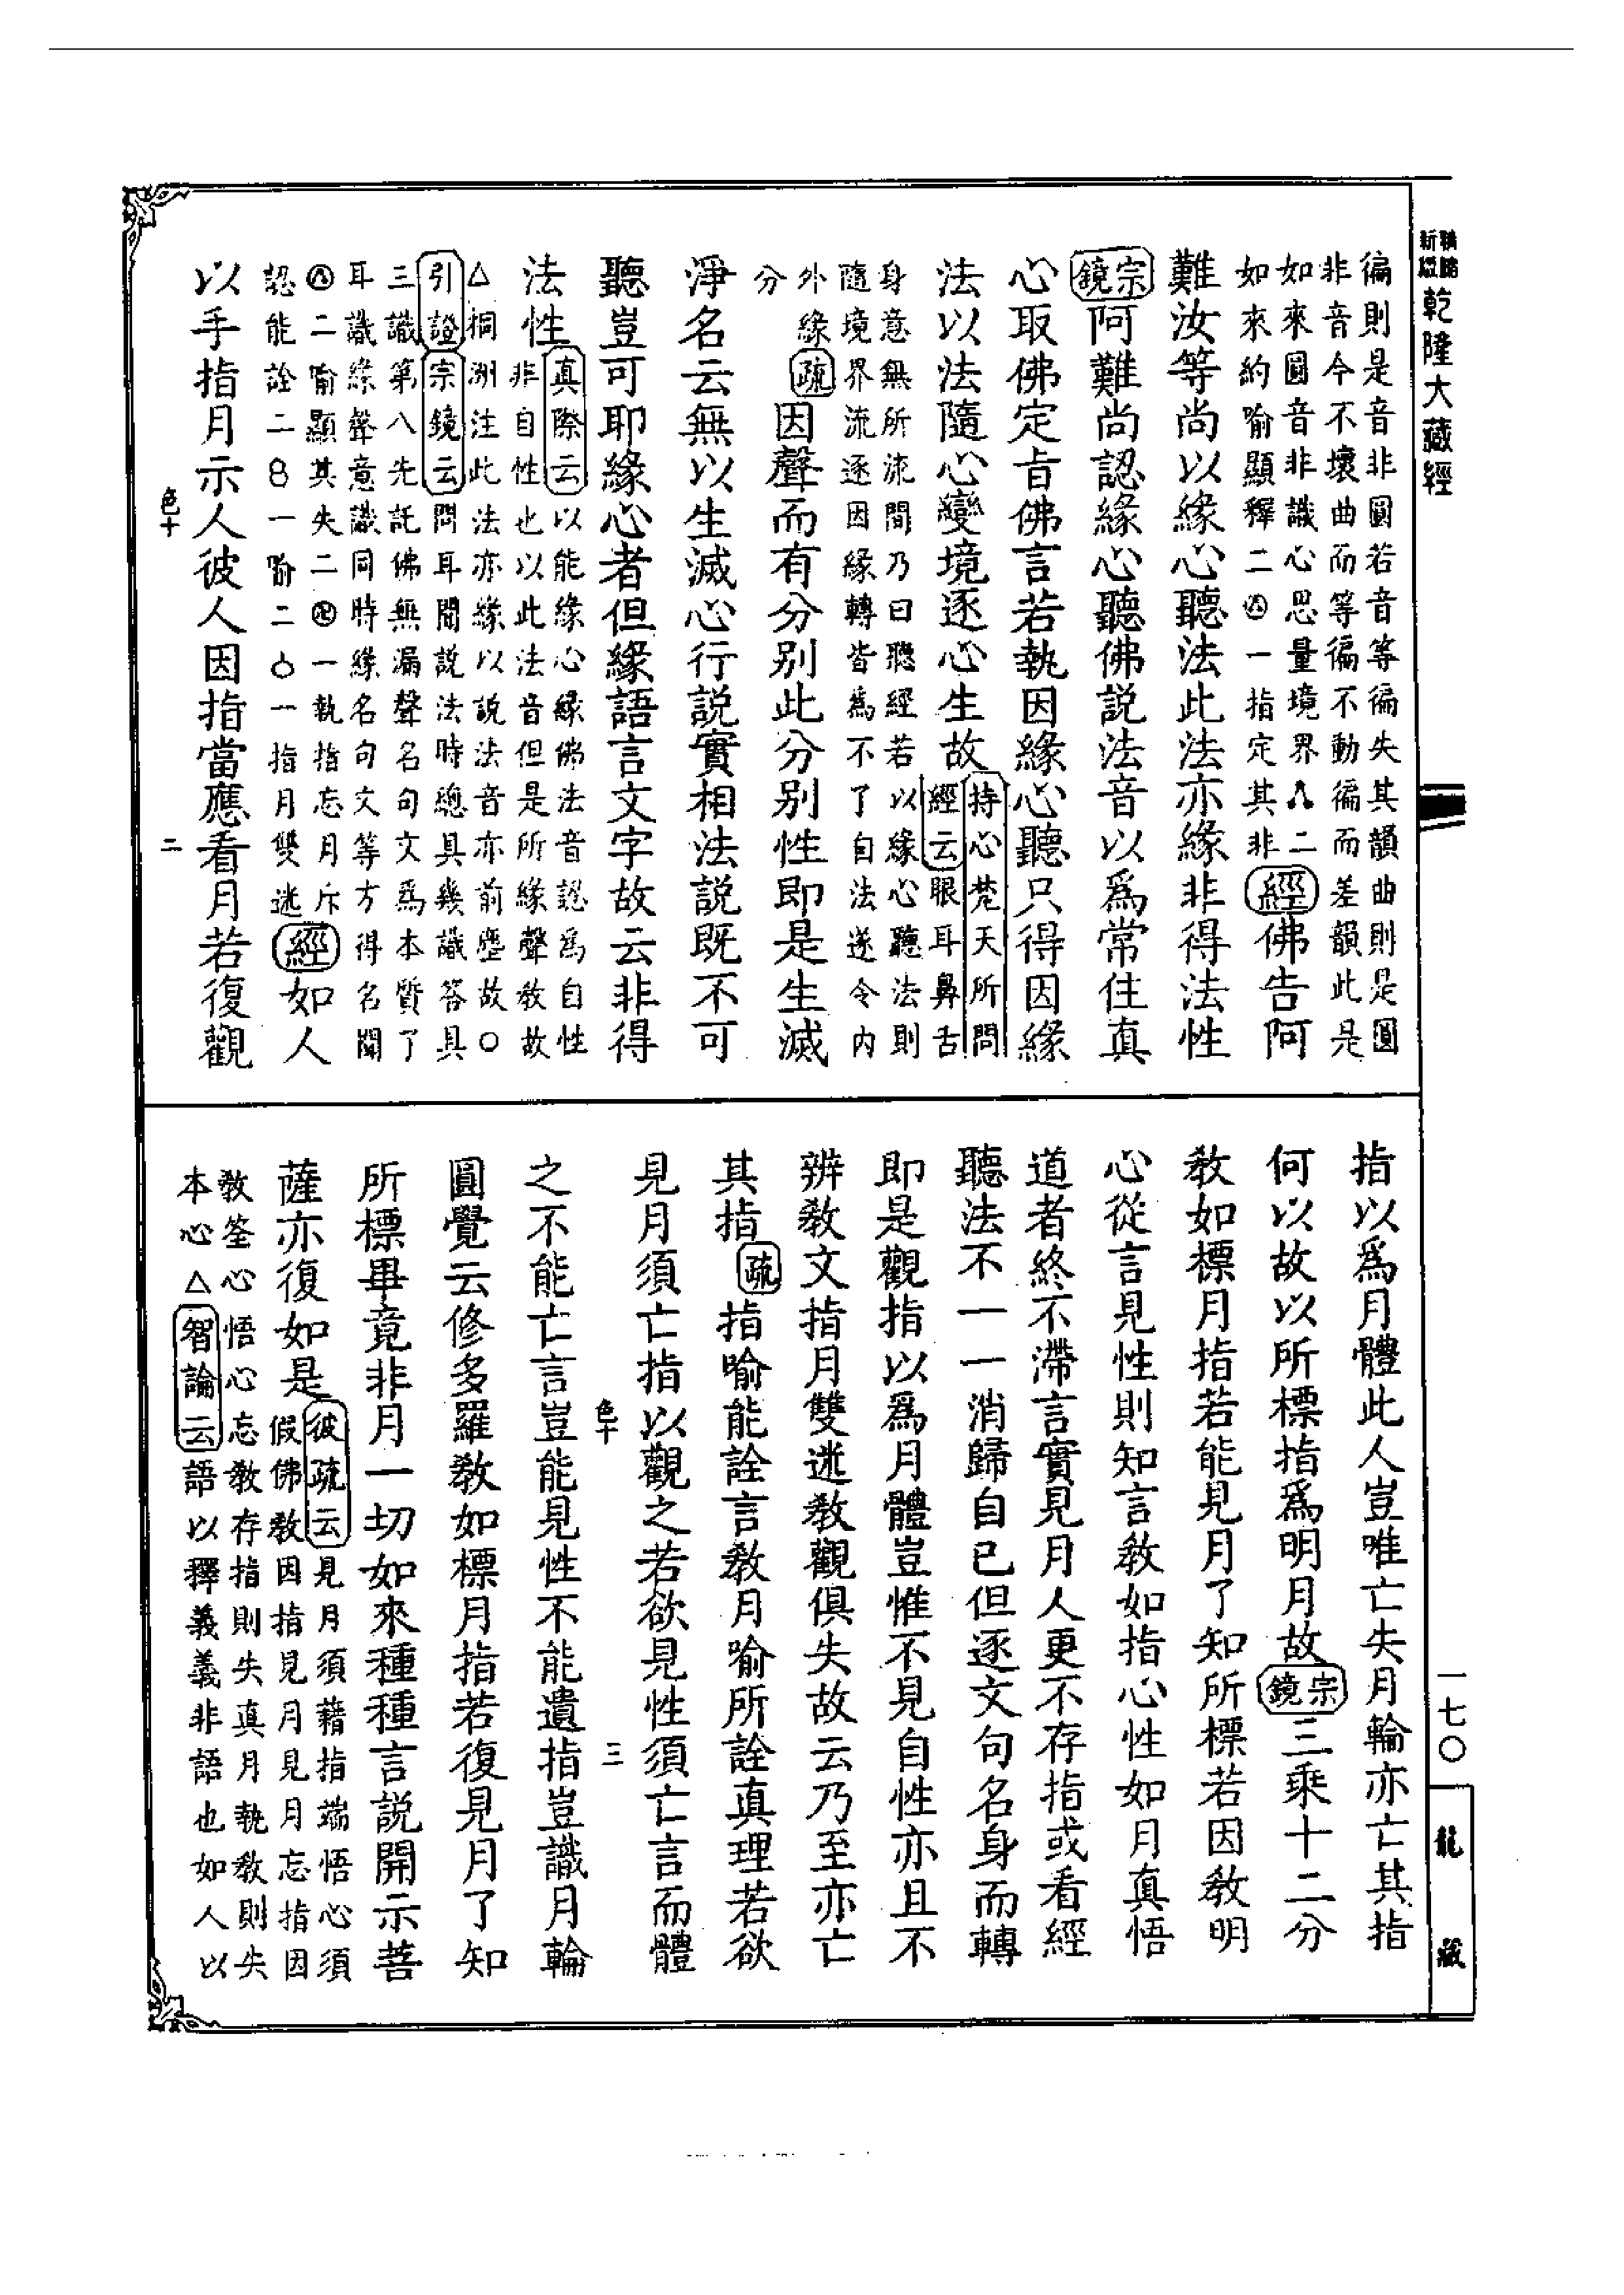 乾隆大藏經
徧則是音非圓若音等徧失其韻曲則是圓
非音今不壞曲而等徧不動徧而差韻此是
如來圓音非識心思量境界
二
如來約喻顯釋二
一指定其非
經佛告阿
難汝等尚以緣心聽法此法亦緣非得法性
宗鏡阿難尚認緣心聽佛說法音以爲常住真
心取佛定旨佛言若執因緣心聽只得因緣
法以法隨心變境逐心生故持心梵天所問
經云眼耳鼻舌
身意無所流間乃曰聽經若以緣心聽法則
隨境界流逐因緣轉皆爲不了自法遂令內
外緣
分
疏因聲而有分別此分別性即是生滅
淨名云無以生滅心行說實相法說既不可
聽豈可耶緣心者但緣語言文字故云非得
法性真際云以能緣心緣佛法音認爲自性
非自性也以此法音但是所緣聲教故
△桐洲注此法亦緣以說法音亦前塵故○
引證宗鏡云問耳聞說法時總具幾識答具
三識第八先託佛無漏聲名句文爲本質了
耳識緣聲意識同時緣名句文等方得名聞
二喻顯其失二
一執指忘月斥
認能詮二
一喻二
一指月雙迷
經如人
以手指月示人彼人因指當應看月若復觀
色十
二
指以爲月體此人豈唯亡失月輪亦亡其指
何以故以所標指爲明月故宗鏡三乘十二分
教如標月指若能見月了知所標若因教明
心從言見性則知言教如指心性如月真悟
道者終不滯言實見月人更不存指或看經
聽法不一一消歸自己但逐文句名身而轉
即是觀指以爲月體豈惟不見自性亦且不
辨教文指月雙迷教觀俱失故云乃至亦亡
其指疏指喻能詮言教月喻所詮真理若欲
見月須亡指以觀之若欲見性須亡言而體
色十
三
之不能亡言豈能見性不能遺指豈識月輪
圓覺云修多羅教如標月指若復見月了知
所標畢竟非月一切如來種種言說開示菩
薩亦復如是彼疏云見月須藉指端悟心須
假佛教因指見月見月忘指因
教筌心悟心忘教存指則失真月執教則失
本心△智論云語以釋義義非語也如人以
一七〇
龍藏